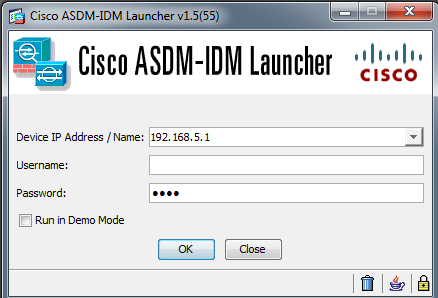 Cisco ASDM-IDM Launcher v1.5(55)
Cisco ASDM-IDM Launcher
CISCO
Device IP Address / Name: 192.168.5.1
Username:
Password: ••••
Run in Demo Mode
OK Close